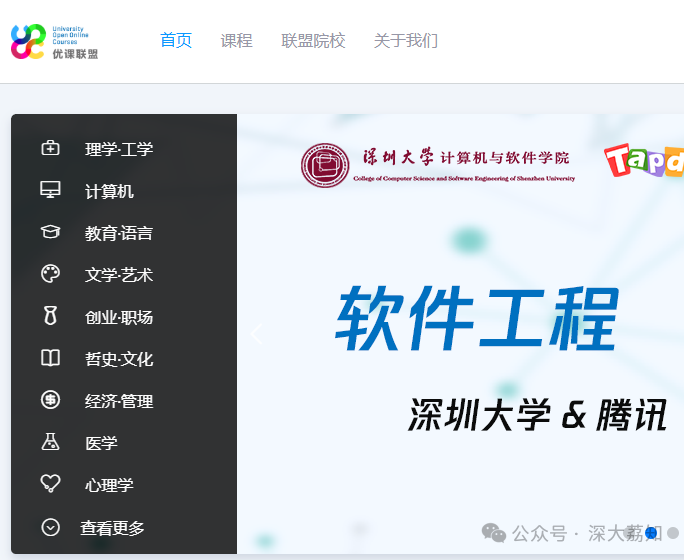 University
Open Online
Courses
优课联盟
首页 课程 联盟院校 关于我们
理学·工学
计算机
教育·语言
文学·艺术
创业·职场
哲史·文化
经济·管理
医学
心理学
查看更多
深圳大学 计算机与软件学院
College of Computer Science and Software Engineering of Shenzhen University
Tapd
软件工程
深圳大学 & 腾讯
公众号 · 深大荔知